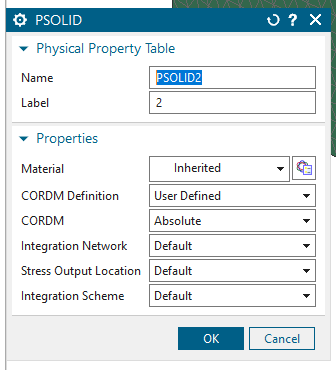 PSOLID
Physical Property Table
Name PSOLID2
Label 2
Properties
Material Inherited
CORDM Definition User Defined
CORDM Absolute
Integration Network Default
Stress Output Location Default
Integration Scheme Default
OK Cancel